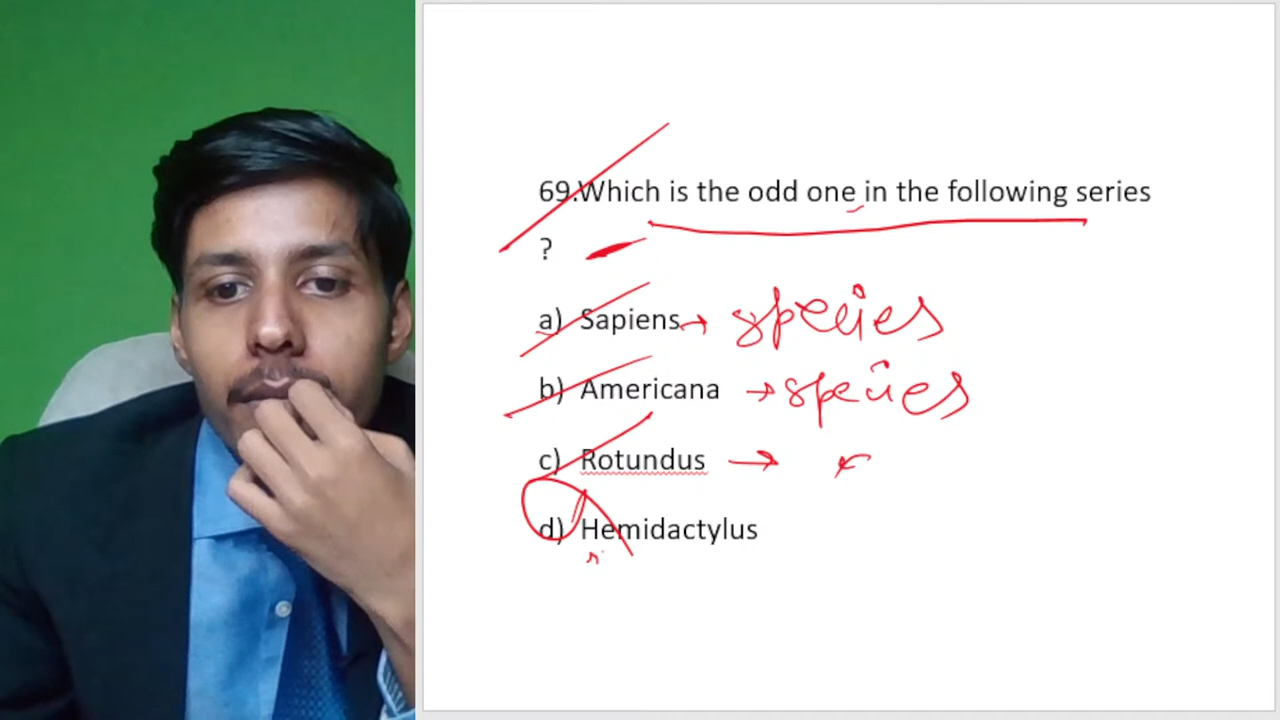 69.Which is the odd one in the following series
?
a) Sapiens → species
b) Americana → species
c) Rotundus →
d) Hemidactylus